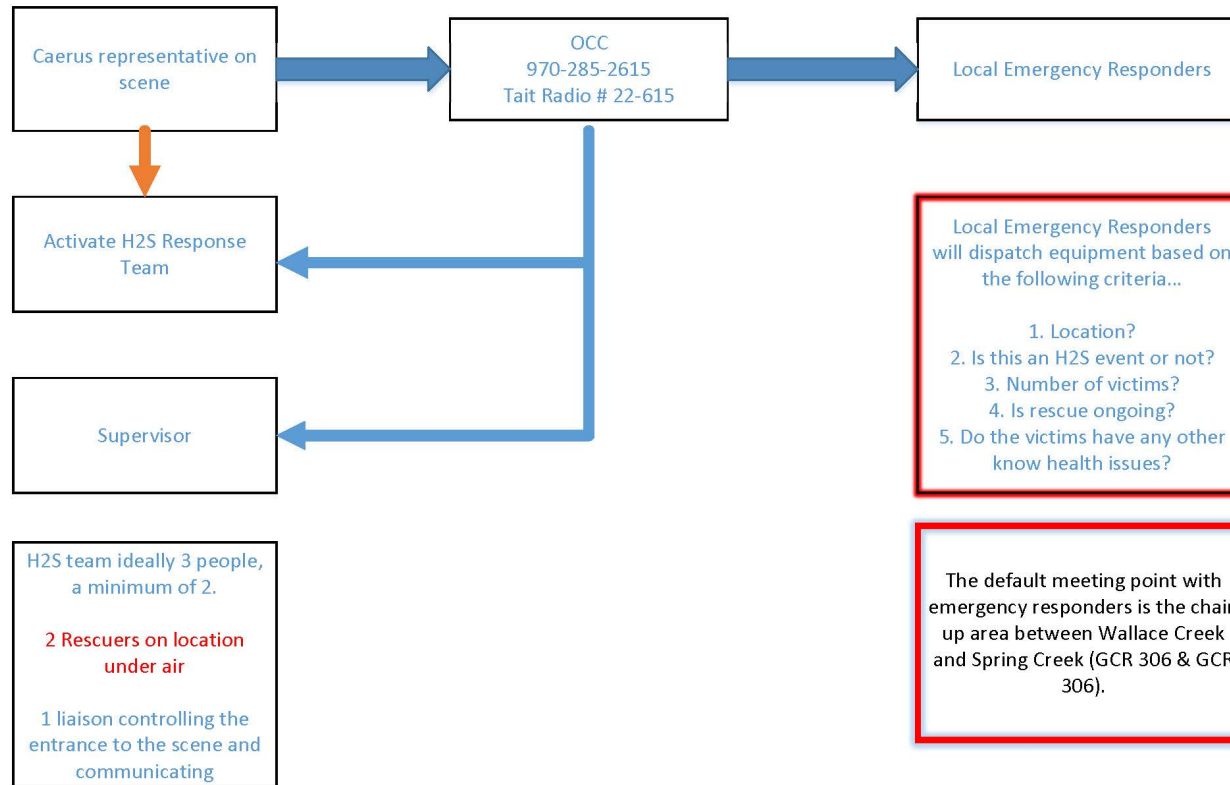 Caerus representative on
scene
OCC
970-285-2615
Tait Radio # 22-615
Local Emergency Responders
Activate H2S Response
Team
Supervisor
H2S team ideally 3 people,
a minimum of 2.
2 Rescuers on location
under air
1 liaison controlling the
entrance to the scene and
communicating
Local Emergency Responders
will dispatch equipment based on
the following criteria...
1. Location?
2. Is this an H2S event or not?
3. Number of victims?
4. Is rescue ongoing?
5. Do the victims have any other
know health issues?
The default meeting point with
emergency responders is the chain
up area between Wallace Creek
and Spring Creek (GCR 306 & GCR
306).